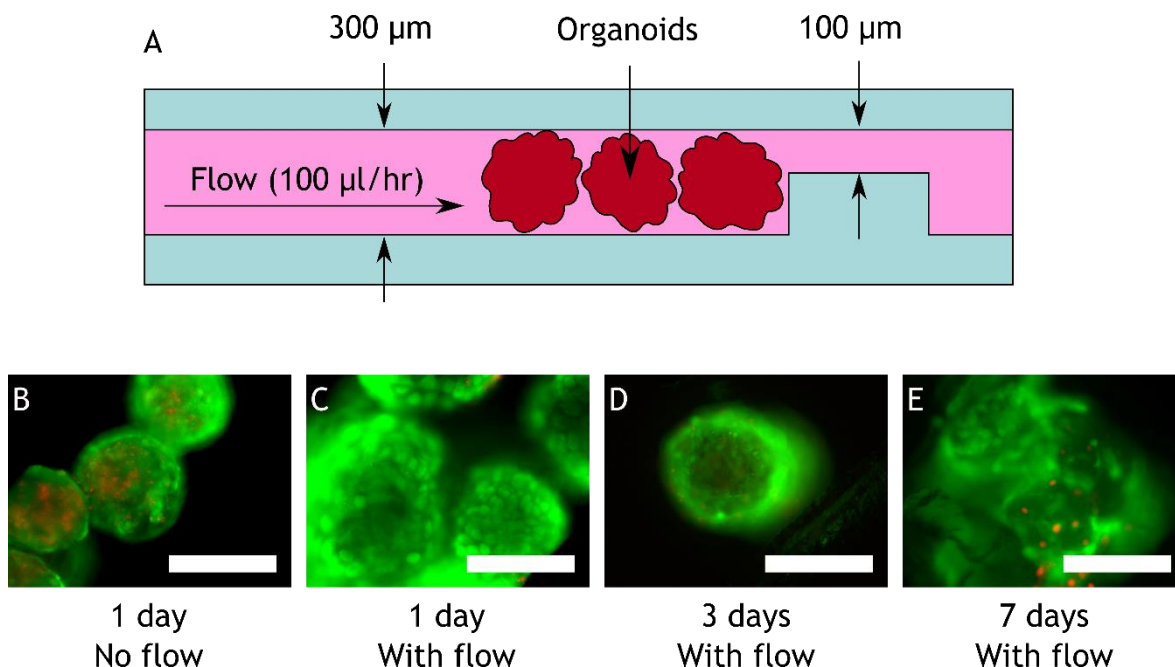 A
300 µm
Organoids
100 µm
Flow (100 µl/hr)
B
C
D
E
1 day
No flow
1 day
With flow
3 days
With flow
7 days
With flow